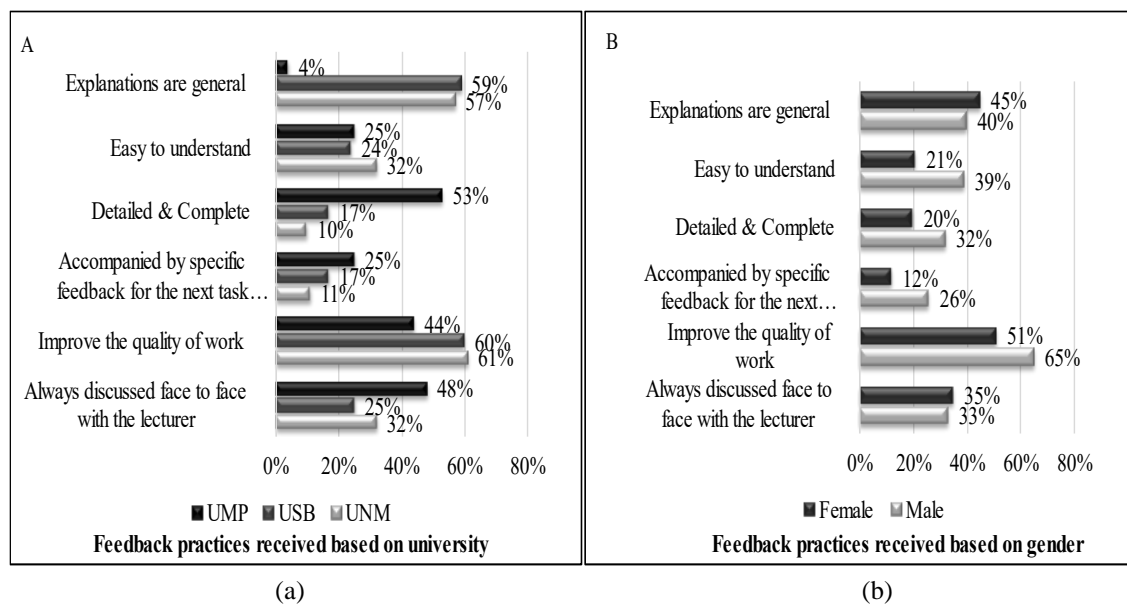 A
Explanations are general
4%
59%
57%
Easy to understand
25%
24%
32%
Detailed & Complete
53%
17%
10%
Accompanied by specific
feedback for the next task…
25%
17%
11%
Improve the quality of work
44%
60%
61%
Always discussed face to face
with the lecturer
48%
25%
32%
0% 20% 40% 60% 80%
UMP USB UNM
Feedback practices received based on university
(a)
B
Explanations are general
45%
40%
Easy to understand
21%
39%
Detailed & Complete
20%
32%
Accompanied by specific
feedback for the next…
12%
26%
Improve the quality of
work
51%
65%
Always discussed face to
face with the lecturer
35%
33%
0% 20% 40% 60% 80%
Female Male
Feedback practices received based on gender
(b)